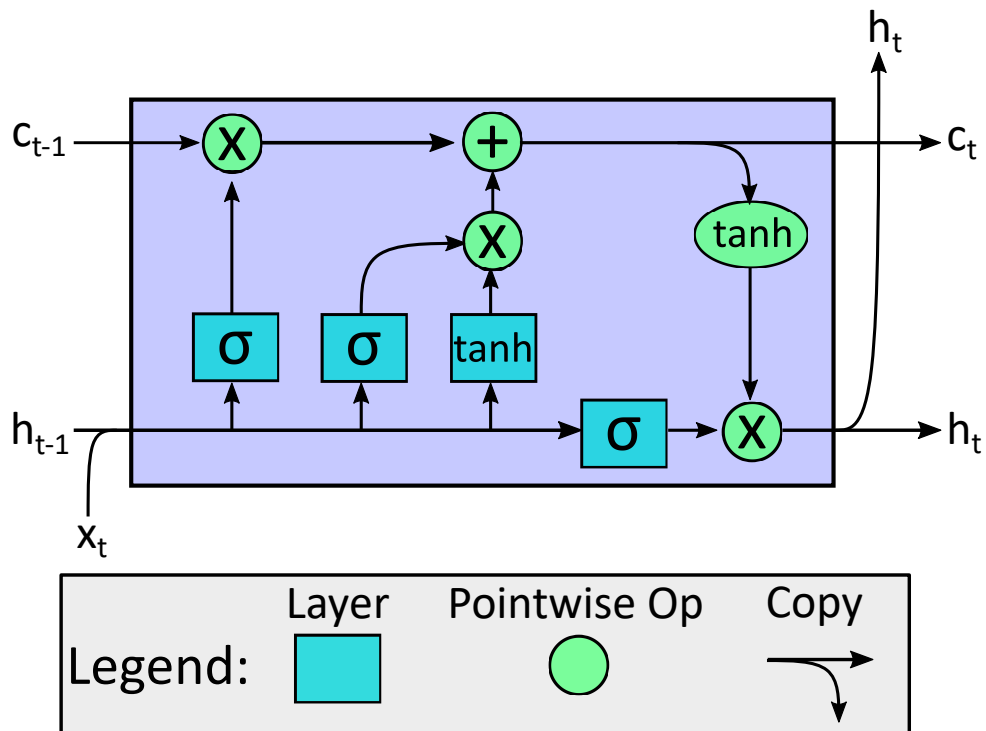 h_t
c_{t-1} X + c_t
X tanh
σ σ tanh
h_{t-1} σ X h_t
x_t
Layer Pointwise Op Copy
Legend: